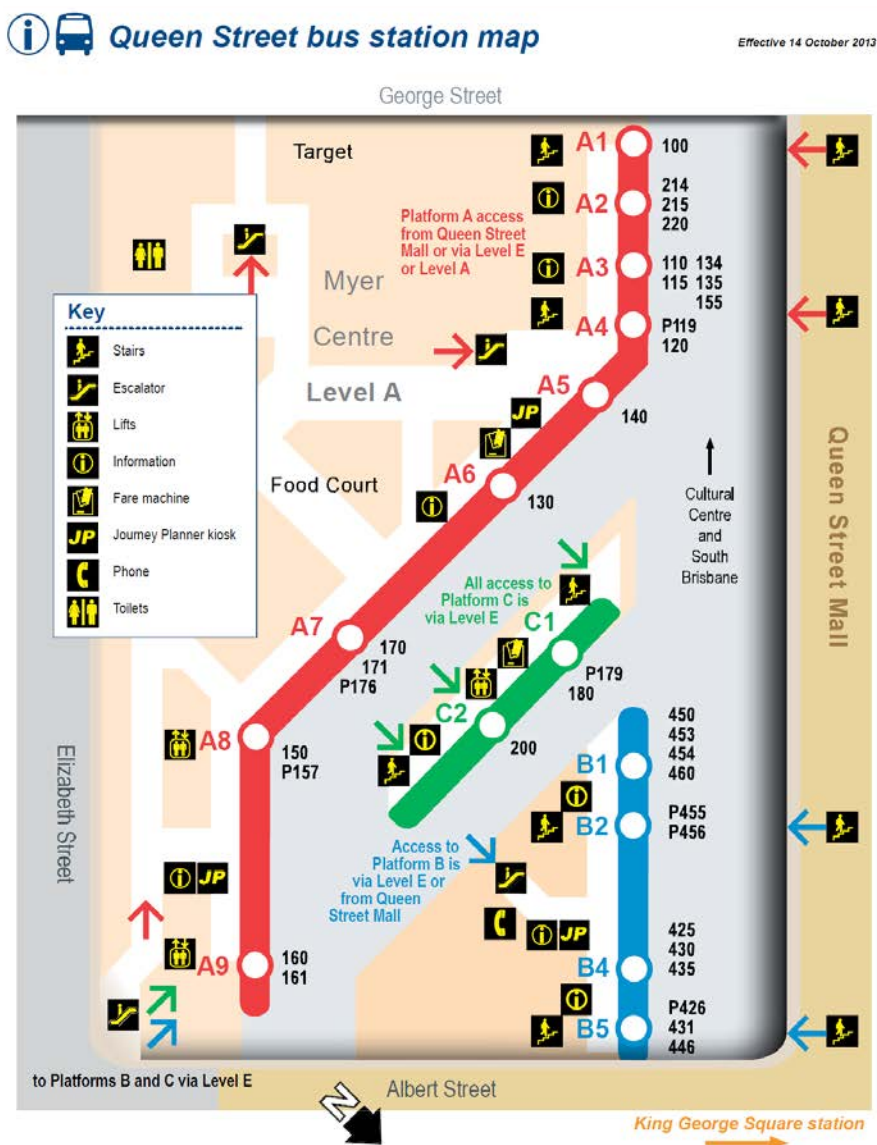 Queen Street bus station map
Effective 14 October 2013
George Street
Target
A1
100
A2
214
215
220
Platform A access
from Queen Street
Mall or via Level E
or Level A
A3
110 134
115 135
155
Myer
Centre
Level A
A4
P119
120
A5
140
JP
A6
130
Food Court
Key
Stairs
Escalator
Lifts
Information
Fare machine
JP Journey Planner kiosk
Phone
Toilets
Cultural
Centre
and
South
Brisbane
Queen Street Mall
All access to
Platform C is
via Level E
A7
170
171
P176
C1
P179
180
C2
200
A8
150
P157
Elizabeth Street
B1
450
453
454
460
B2
P455
P456
Access to
Platform B is
via Level E or
from Queen
Street Mall
JP
JP
A9
160
161
B4
425
430
435
B5
P426
431
446
to Platforms B and C via Level E
Albert Street
N
King George Square station